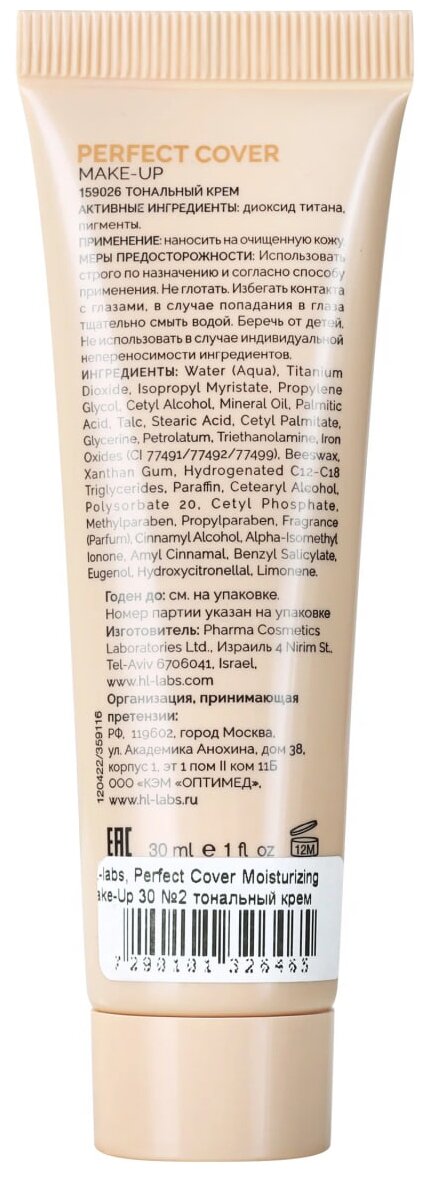 PERFECT COVER
MAKE-UP
159026 ТОНАЛЬНЫЙ КРЕМ
АКТИВНЫЕ ИНГРЕДИЕНТЫ: диоксид титана,
пигменты.
ПРИМЕНЕНИЕ: наносить на очищенную кожу.
МЕРЫ ПРЕДОСТОРОЖНОСТИ: Использовать
строго по назначению и согласно способу
применения. Не глотать. Избегать контакта
с глазами, в случае попадания в глаза
тщательно смыть водой. Беречь от детей.
Не использовать в случае индивидуальной
непереносимости ингредиентов.
ИНГРЕДИЕНТЫ: Water (Aqua), Titanium
Dioxide, Isopropyl Myristate, Propylene
Glycol, Cetyl Alcohol, Mineral Oil, Palmitic
Acid, Talc, Stearic Acid, Cetyl Palmitate,
Glycerine, Petrolatum, Triethanolamine, Iron
Oxides (CI 77491/77492/77499), Beeswax,
Xanthan Gum, Hydrogenated C12-C18
Triglycerides, Paraffin, Cetearyl Alcohol,
Polysorbate 20, Cetyl Phosphate,
Methylparaben, Propylparaben, Fragrance
(Parfum), Cinnamyl Alcohol, Alpha-Isomethyl
Ionone, Amyl Cinnamal, Benzyl Salicylate,
Eugenol, Hydroxycitronellal, Limonene.
Годен до: см. на упаковке.
Номер партии указан на упаковке
Изготовитель: Pharma Cosmetics
Laboratories Ltd., Израиль 4 Nirim St.,
Tel-Aviv 6706041, Israel,
www.hl-labs.com
Организация, принимающая
претензии:
РФ, 119602, город Москва,
ул. Академика Анохина, дом 38,
корпус 1, эт 1 пом II ком 11Б
ООО «КЭМ «ОПТИМЕД»,
www.hl-labs.ru
120422/359116
EAC 30 ml e 1 fl oz 12M
-labs, Perfect Cover Moisturizing
ake-Up 30 №2 тональный крем
7 290101 326465